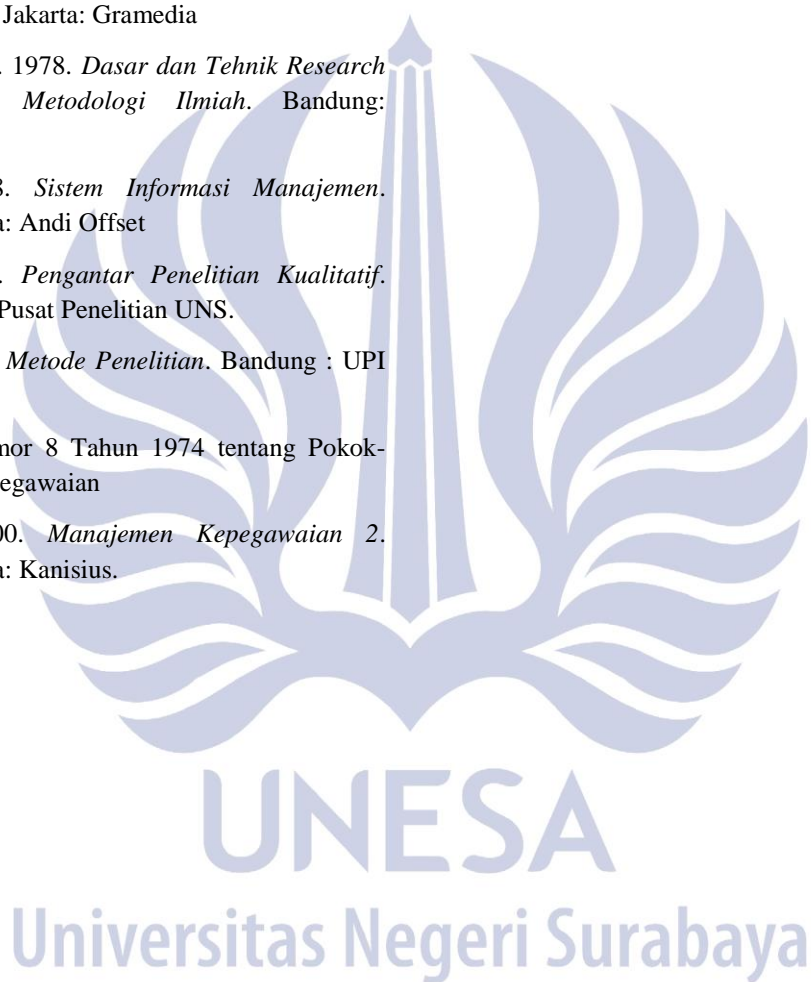 Jakarta: Gramedia
. 1978. Dasar dan Tehnik Research
Metodologi Ilmiah. Bandung:
. Sistem Informasi Manajemen.
a: Andi Offset
. Pengantar Penelitian Kualitatif.
Pusat Penelitian UNS.
Metode Penelitian. Bandung : UPI
mor 8 Tahun 1974 tentang Pokok-
egawaian
00. Manajemen Kepegawaian 2.
a: Kanisius.
UNESA
Universitas Negeri Surabaya